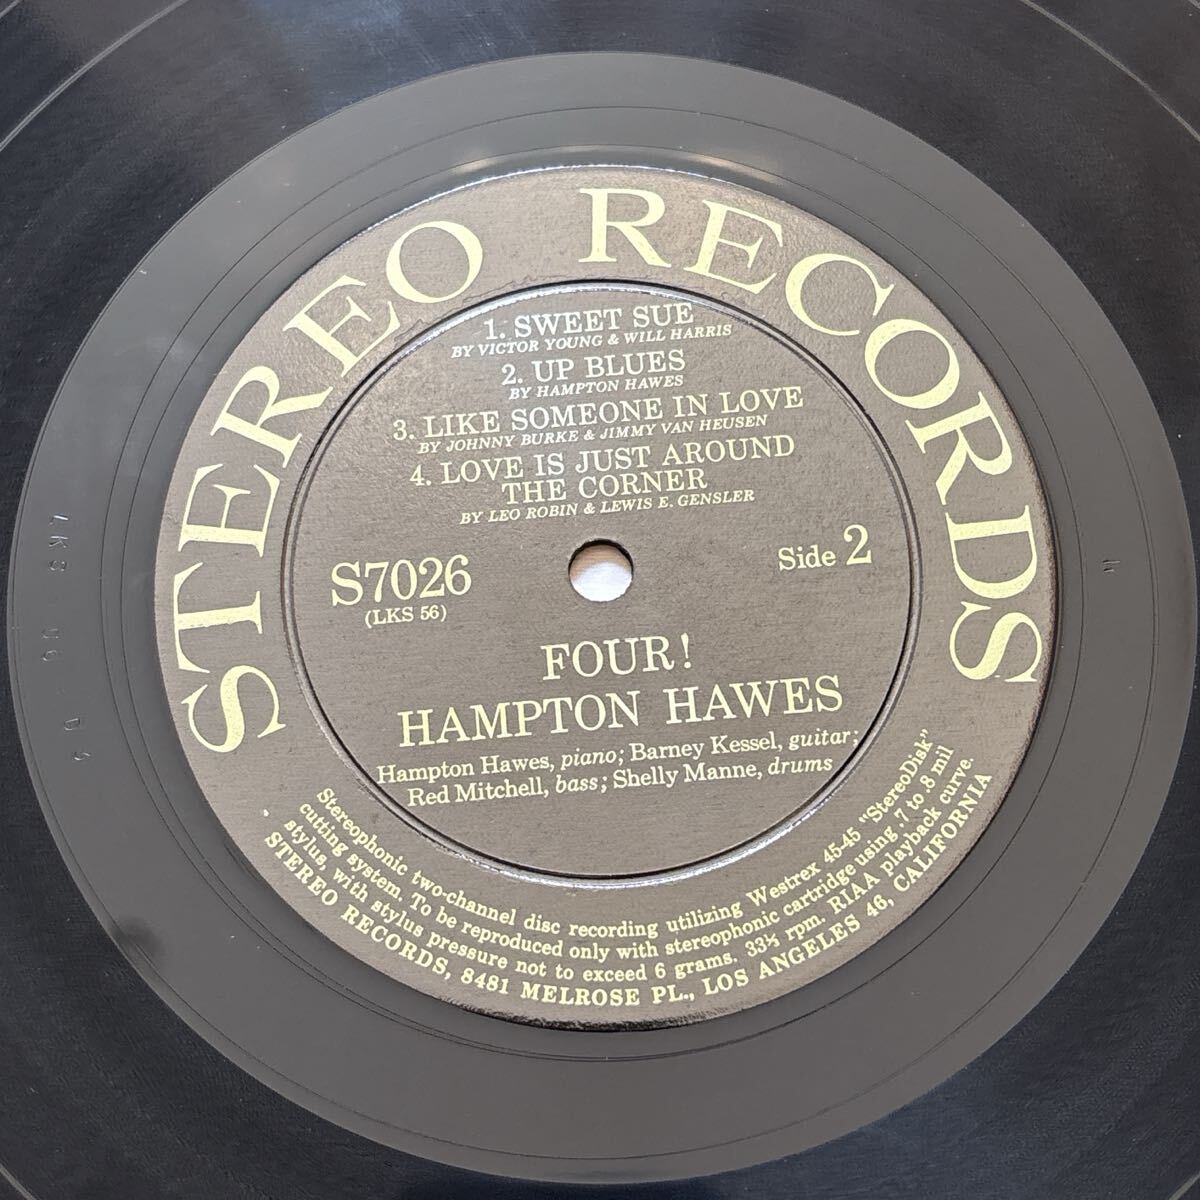 STEREO RECORDS
1. SWEET SUE
BY VICTOR YOUNG & WILL HARRIS
2. UP BLUES
BY HAMPTON HAWES
3. LIKE SOMEONE IN LOVE
BY JOHNNY BURKE & JIMMY VAN HEUSEN
4. LOVE IS JUST AROUND
THE CORNER
BY LEO ROBIN & LEWIS E. GENSLER
S7026
(LKS 56)
Side 2
FOUR!
HAMPTON HAWES
Hampton Hawes, piano; Barney Kessel, guitar;
Red Mitchell, bass; Shelly Manne, drums
Stereophonic two-channel disc recording utilizing Westrex 45-45 "StereoDisk"
cutting system. To be reproduced only with stereophonic cartridge using .7 to .8 mil
stylus, with stylus pressure not to exceed 6 grams. 33⅓ rpm. RIAA playback curve.
STEREO RECORDS, 8481 MELROSE PL., LOS ANGELES 46, CALIFORNIA